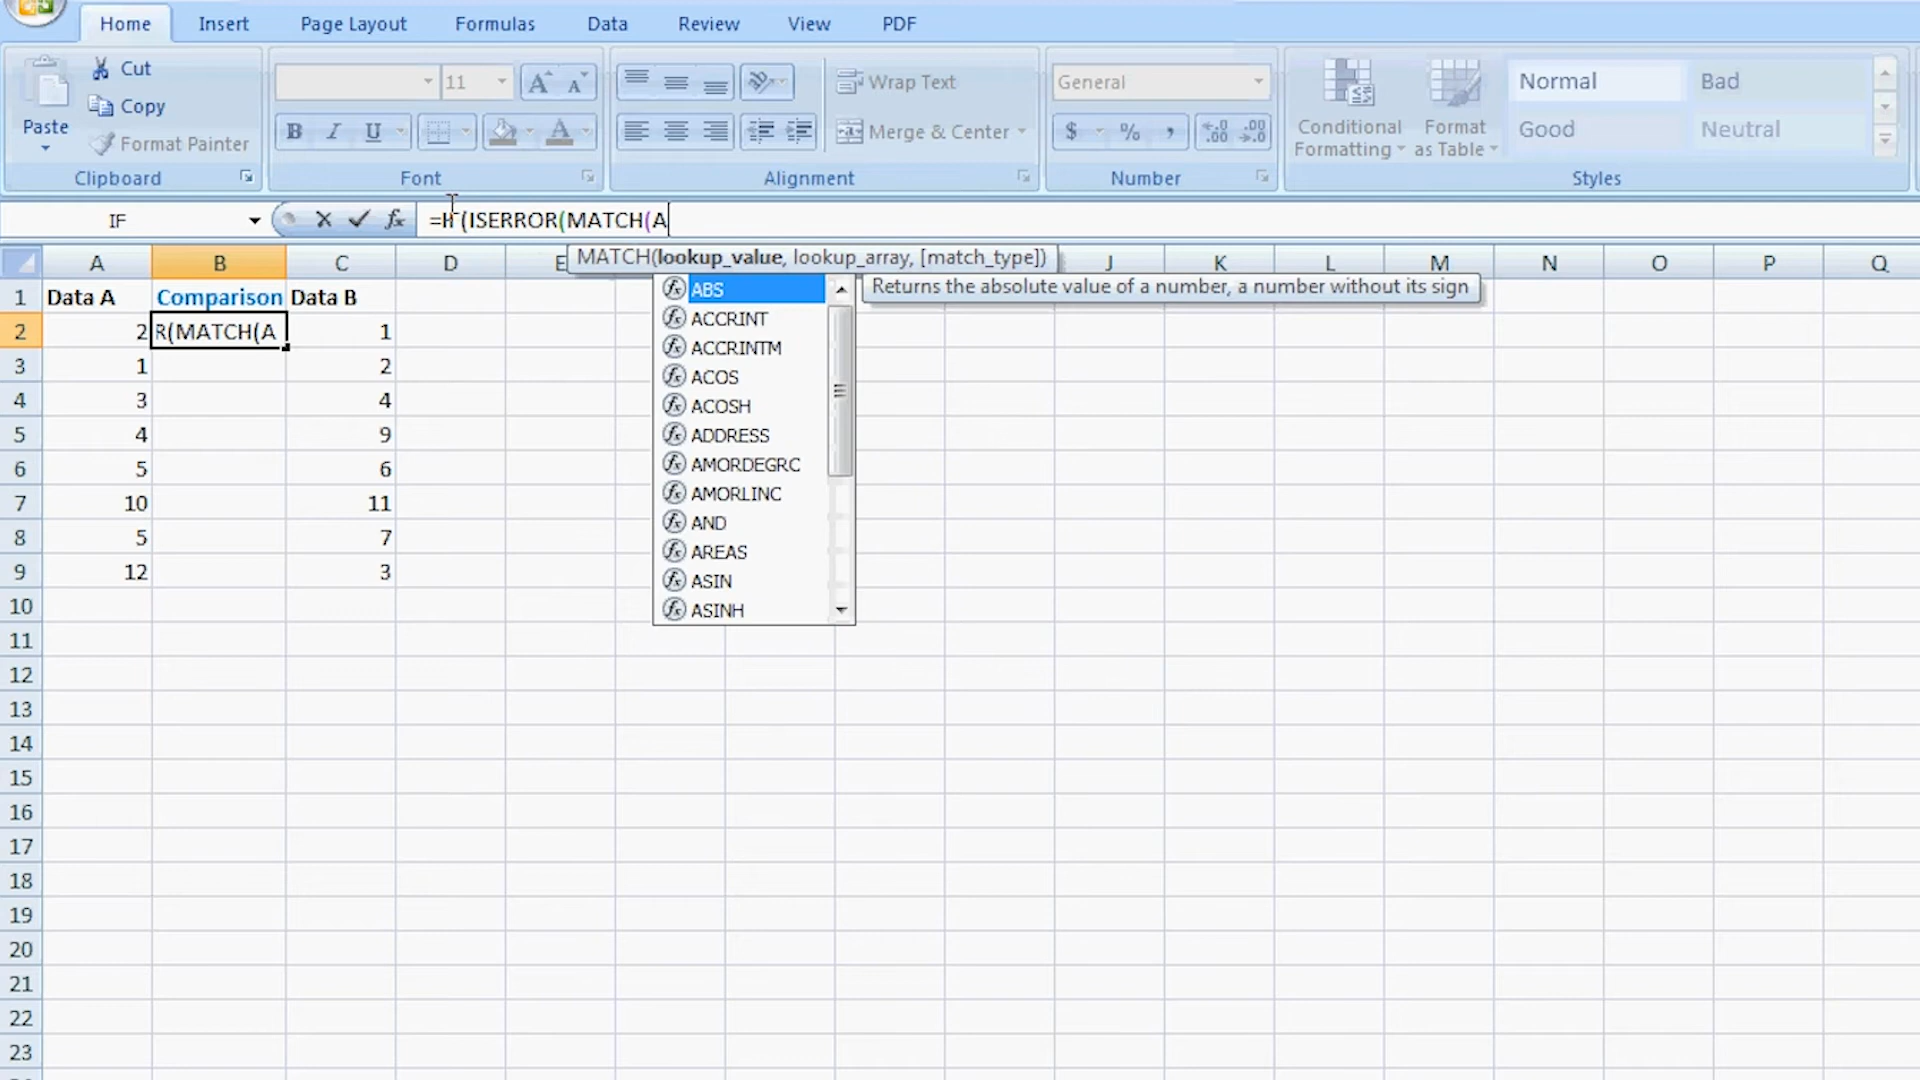 Home Insert Page Layout Formulas Data Review View PDF
Cut
Copy
Paste
Format Painter
Clipboard
11 A A
B I U A
Font
Wrap Text
Merge & Center
Alignment
General
$ % , .0 .00 .00 .0
Number
Conditional Formatting
Format as Table
Normal Bad
Good Neutral
Styles
IF fx =IF(ISERROR(MATCH(A
MATCH(lookup_value, lookup_array, [match_type])
A B C D E J K L M N O P Q
1 Data A Comparison Data B
2 2 R(MATCH(A 1
3 1 2
4 3 4
5 4 9
6 5 6
7 10 11
8 5 7
9 12 3
10
11
12
13
14
15
16
17
18
19
20
21
22
23
ABS
ACCRINT
ACCRINTM
ACOS
ACOSH
ADDRESS
AMORDEGRC
AMORLINC
AND
AREAS
ASIN
ASINH
Returns the absolute value of a number, a number without its sign